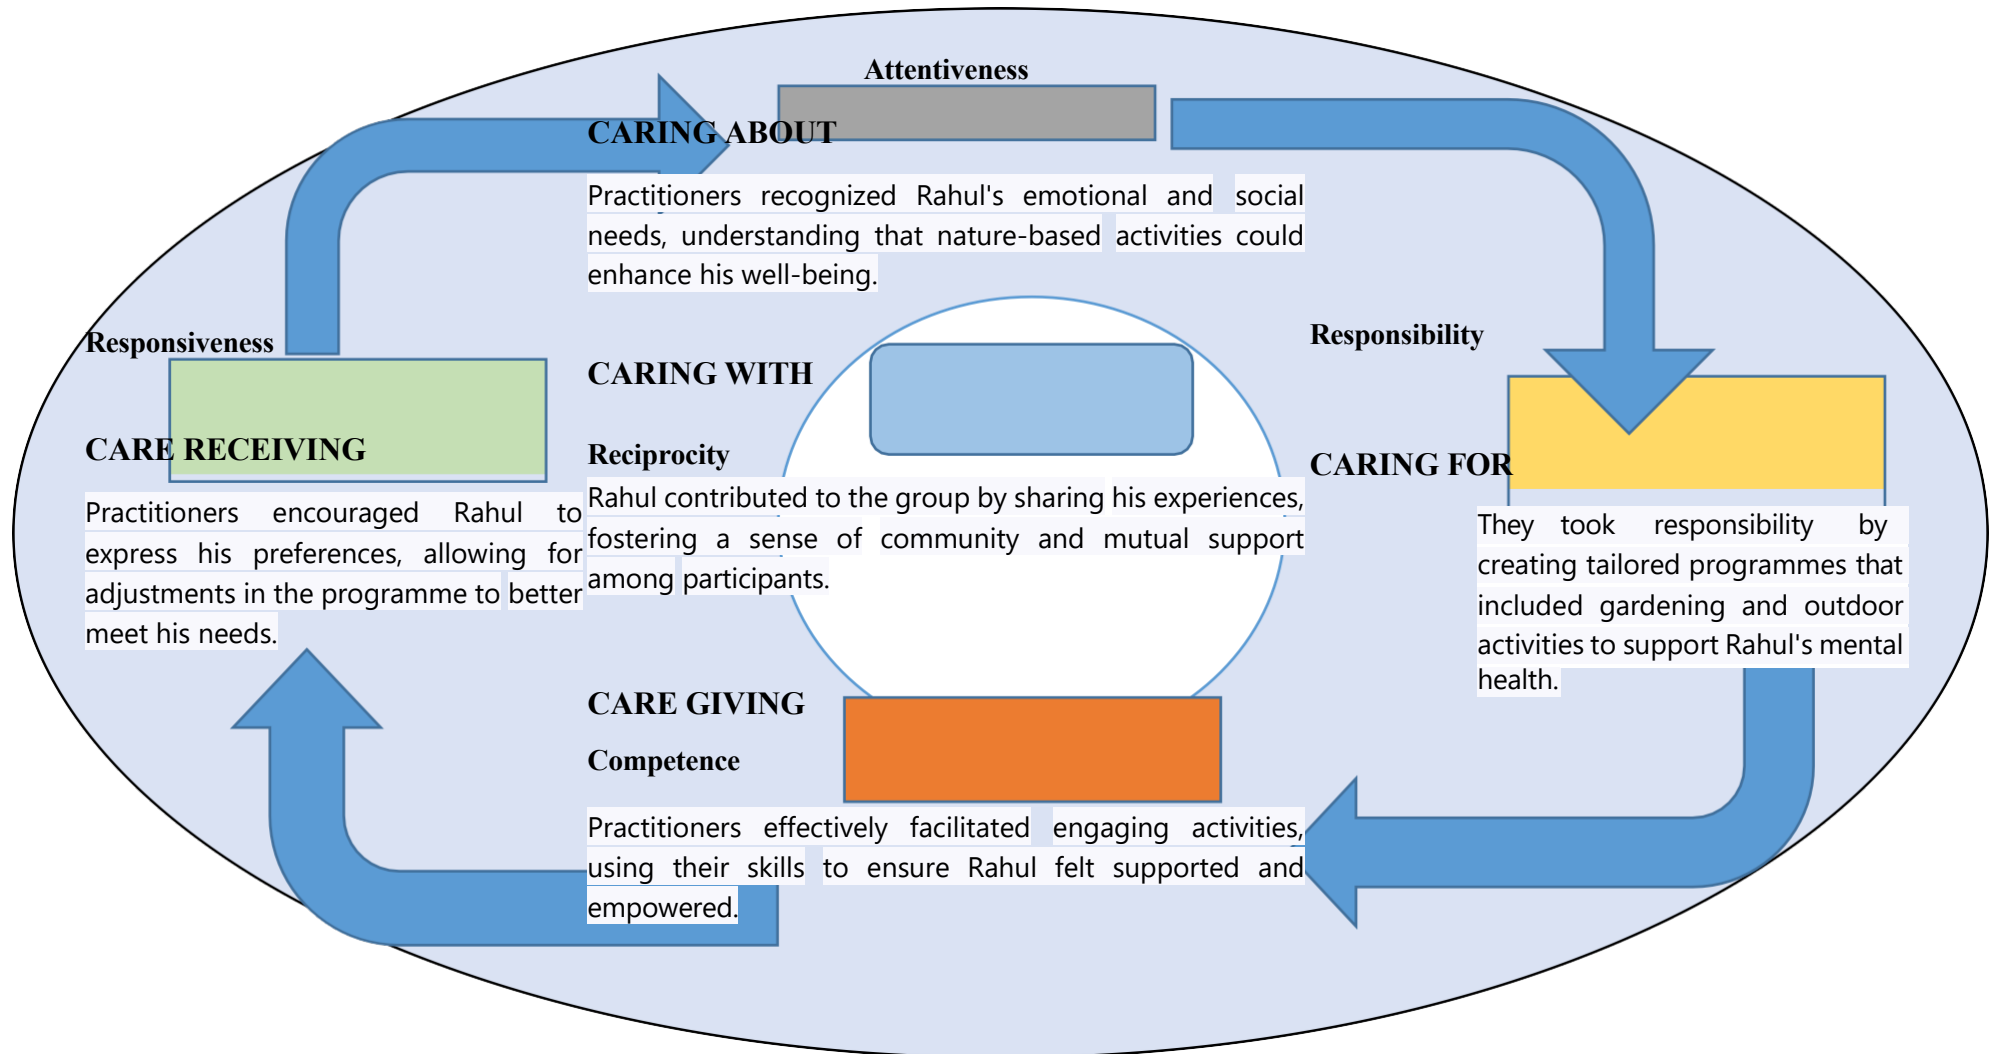 Attentiveness
CARING ABOUT
Practitioners recognized Rahul's emotional and social
needs, understanding that nature-based activities could
enhance his well-being.
Responsibility
CARING FOR
They took responsibility by
creating tailored programmes that
included gardening and outdoor
activities to support Rahul's mental
health.
CARING WITH
Reciprocity
Rahul contributed to the group by sharing his experiences,
fostering a sense of community and mutual support
among participants.
CARE GIVING
Competence
Practitioners effectively facilitated engaging activities,
using their skills to ensure Rahul felt supported and
empowered.
Responsiveness
CARE RECEIVING
Practitioners encouraged Rahul to
express his preferences, allowing for
adjustments in the programme to better
meet his needs.